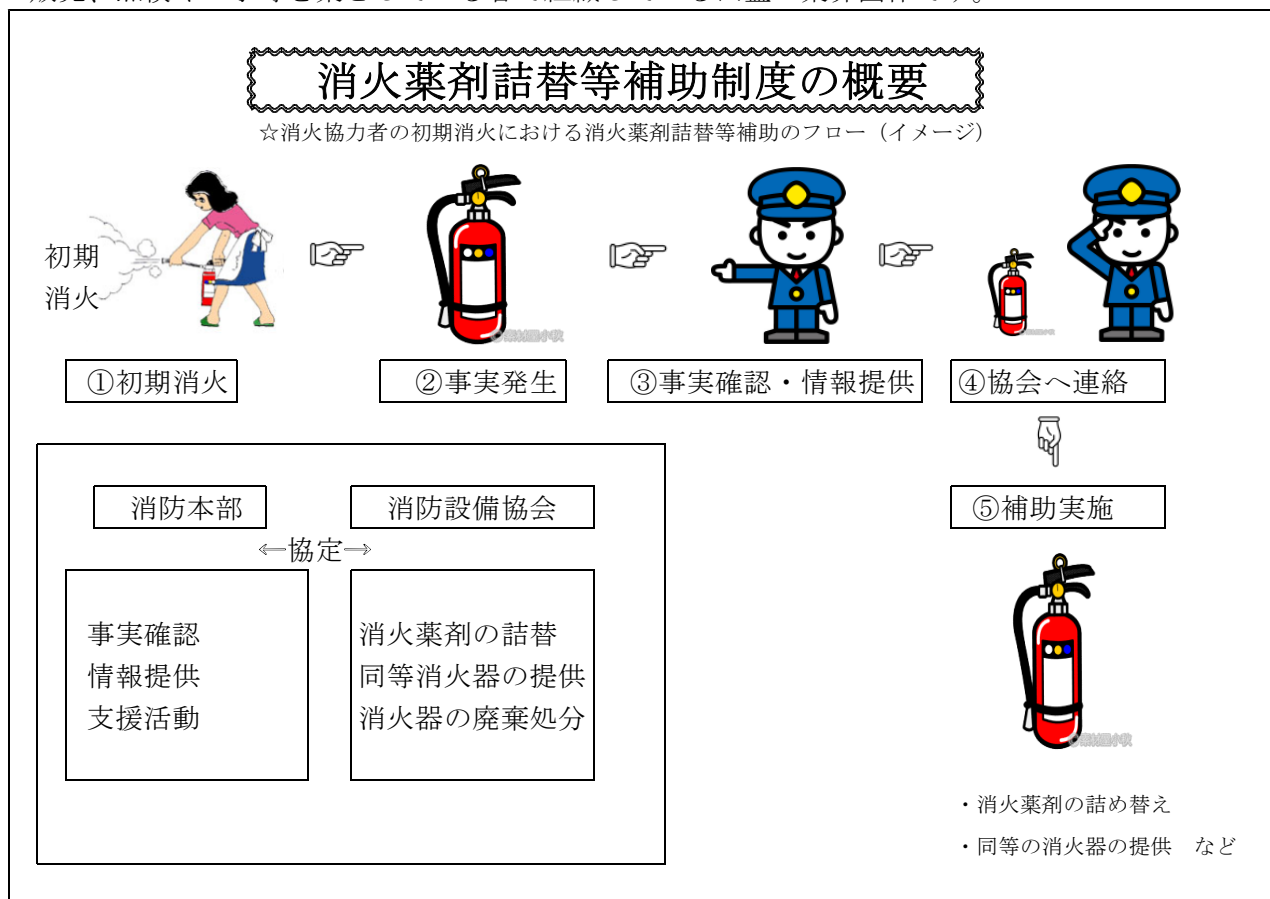 消火薬剤詰替等補助制度の概要
☆消火協力者の初期消火における消火薬剤詰替等補助のフロー（イメージ）
初期
消火
①初期消火
②事実発生
③事実確認・情報提供
④協会へ連絡
⑤補助実施
消防本部
消防設備協会
←協定→
事実確認
情報提供
支援活動
消火薬剤の詰替
同等消火器の提供
消火器の廃棄処分
・消火薬剤の詰め替え
・同等の消火器の提供　など